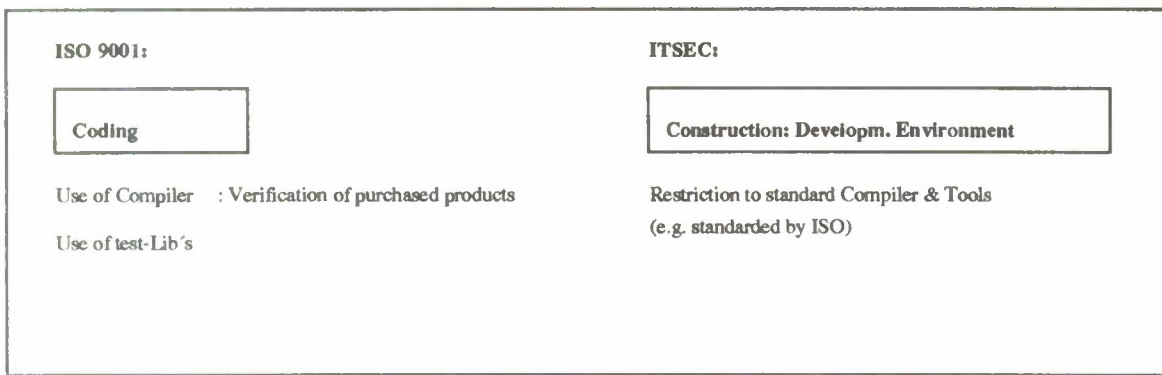 ISO 9001:
Coding
Use of Compiler : Verification of purchased products
Use of test-Lib´s
ITSEC:
Construction: Developm. Environment
Restriction to standard Compiler & Tools
(e.g. standarded by ISO)